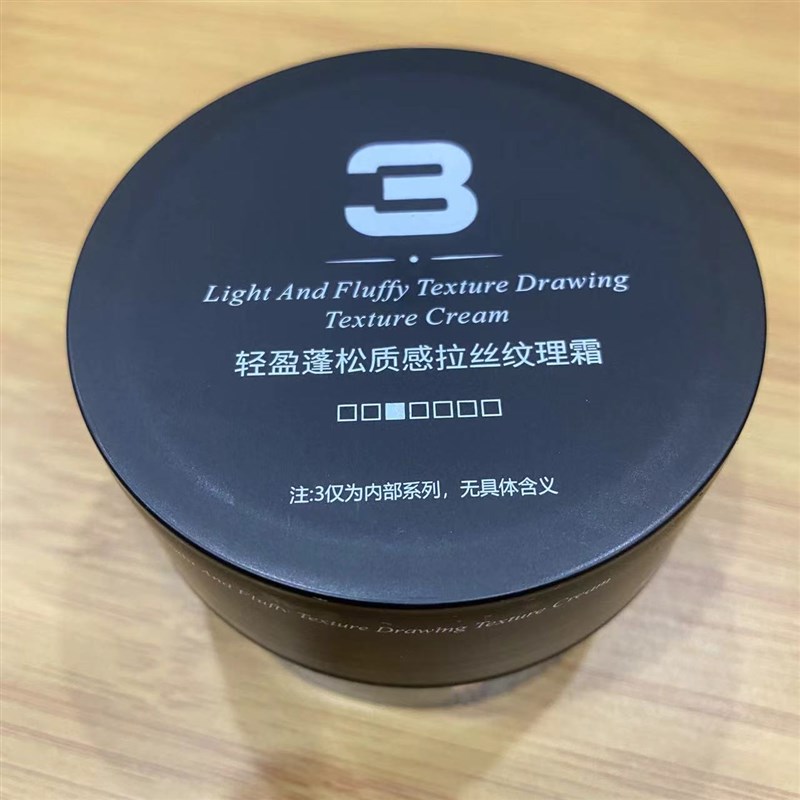 3
Light And Fluffy Texture Drawing
Texture Cream
轻盈蓬松质感拉丝纹理霜
注:3仅为内部系列，无具体含义
Light And Fluffy Texture Drawing Texture Cream